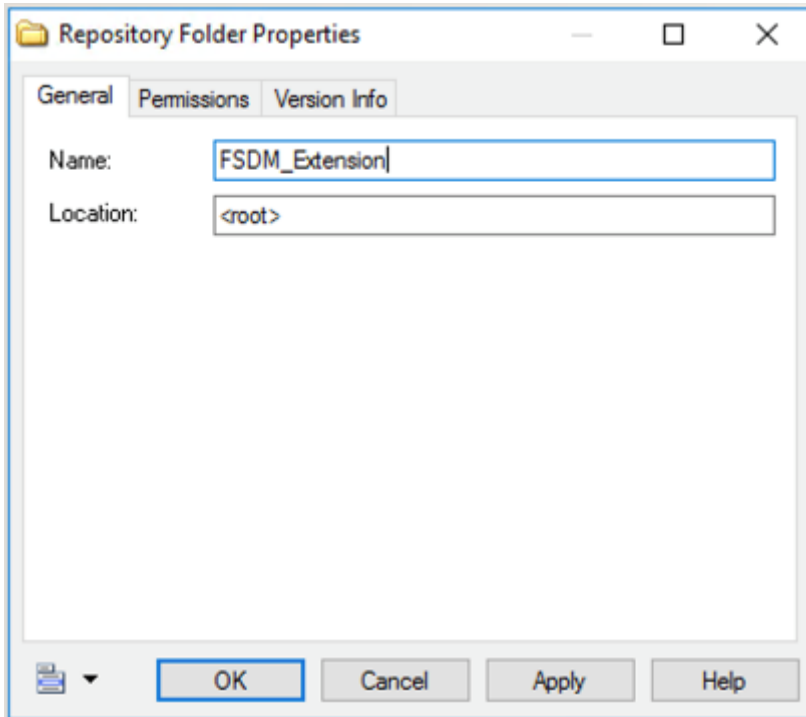 Repository Folder Properties
General Permissions Version Info
Name: FSDM_Extension
Location: <root>
OK Cancel Apply Help